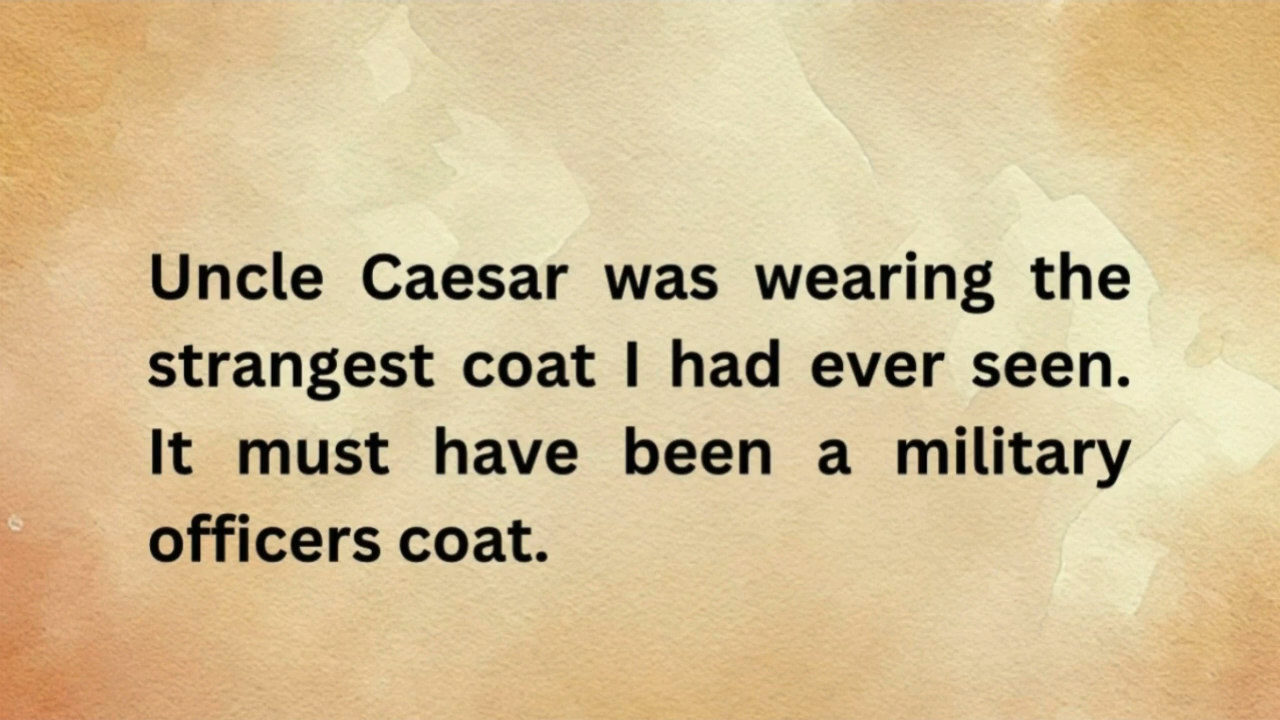 Uncle Caesar was wearing the
strangest coat I had ever seen.
It must have been a military
officers coat.